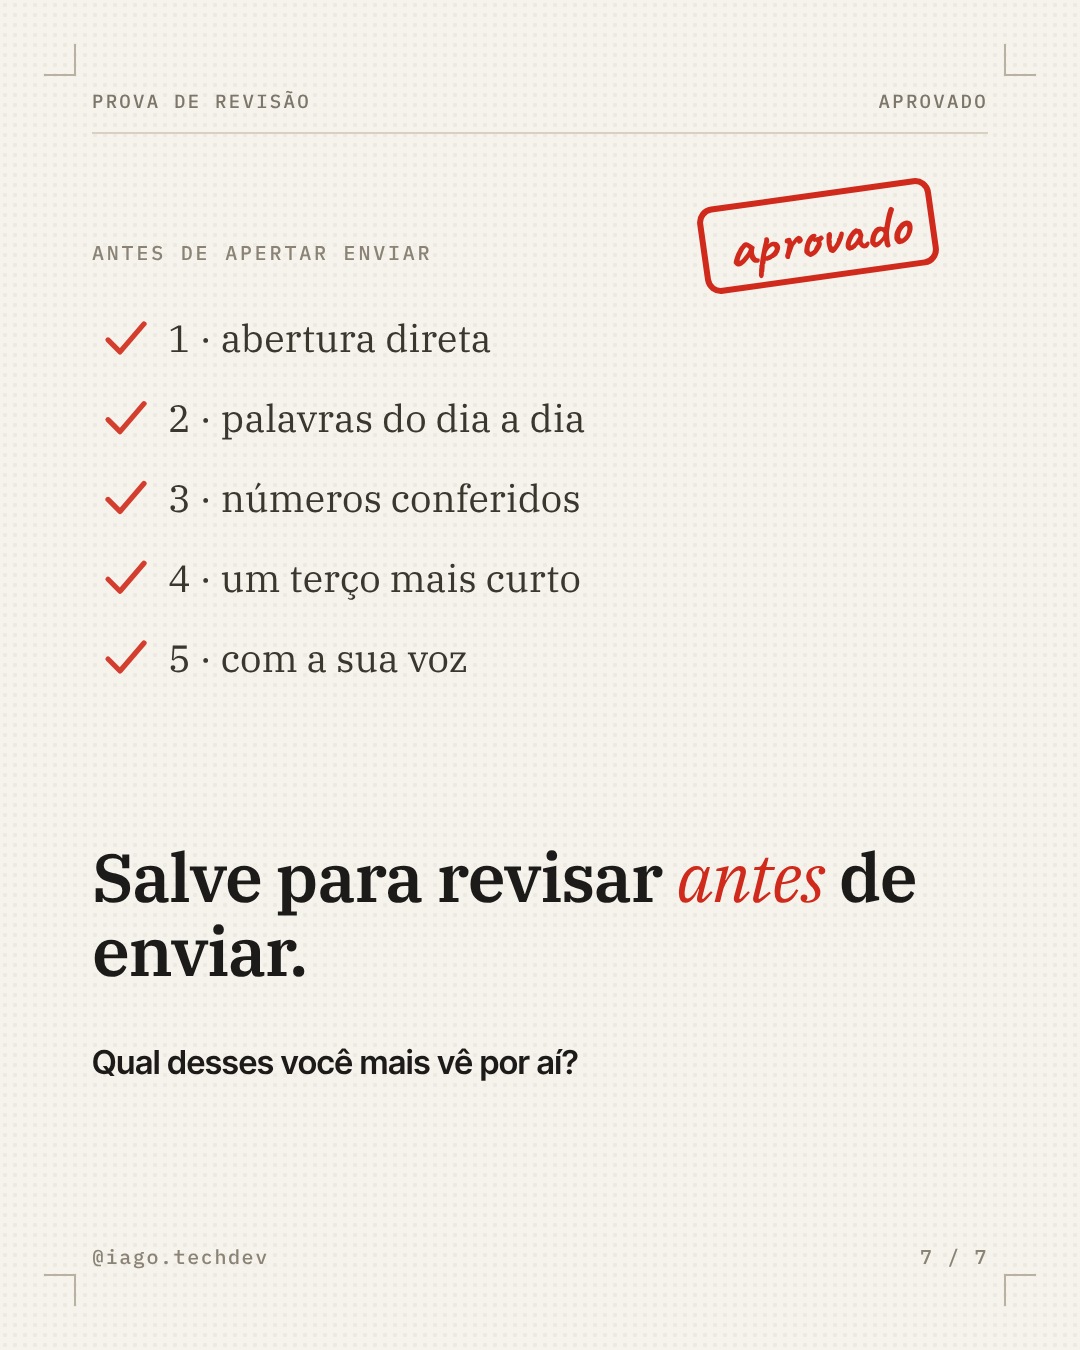 PROVA DE REVISÃO
APROVADO
aprovado
ANTES DE APERTAR ENVIAR
1 · abertura direta
2 · palavras do dia a dia
3 · números conferidos
4 · um terço mais curto
5 · com a sua voz
Salve para revisar antes de
enviar.
Qual desses você mais vê por aí?
@iago.techdev
7 / 7